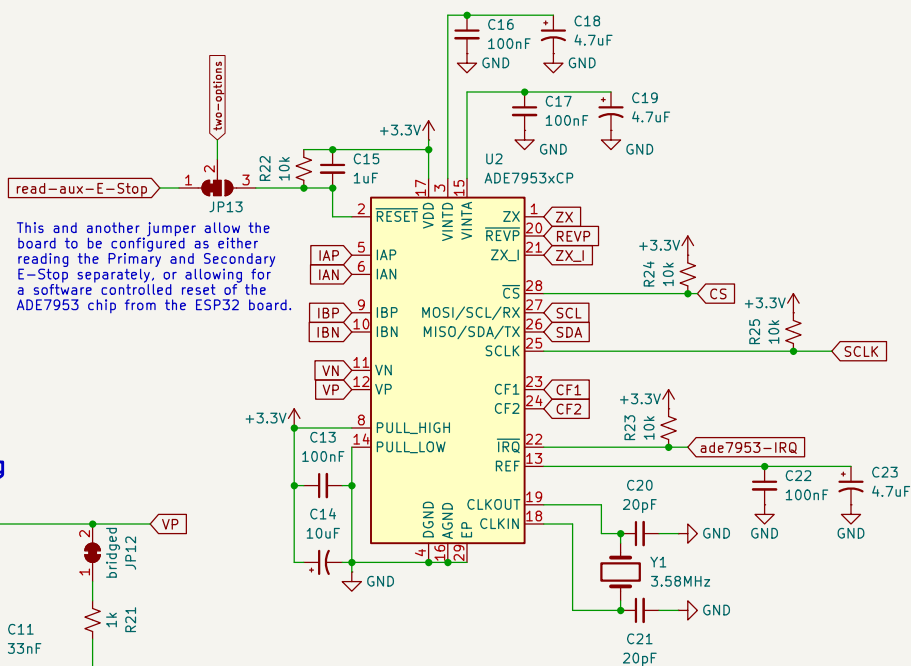 C16
100nF
GND
C18
4.7uF
GND
C17
100nF
GND
C19
4.7uF
GND
two-options
2
read-aux-E-Stop
1
3
JP13
R22
10k
+3.3V
C15
1uF
U2
ADE7953xCP
This and another jumper allow the
board to be configured as either
reading the Primary and Secondary
E-Stop separately, or allowing for
a software controlled reset of the
ADE7953 chip from the ESP32 board.
17
3
15
VDD
VINTD
VINTA
2
RESET
IAP
5
IAP
IAN
6
IAN
IBP
9
IBP
IBN
10
IBN
VN
11
VN
VP
12
VP
8
PULL_HIGH
14
PULL_LOW
ZX
1
ZX
REVP
20
REVP
ZX_I
21
ZX_I
CS
28
CS
MOSI/SCL/RX
27
SCL
MISO/SDA/TX
26
SDA
SCLK
25
SCLK
CF1
23
CF1
CF2
24
CF2
IRQ
22
ade7953-IRQ
REF
13
CLKOUT
19
CLKIN
18
DGND
AGND
EP
4
16
29
+3.3V
R24
10k
+3.3V
R25
10k
+3.3V
R23
10k
+3.3V
C13
100nF
C14
10uF
GND
C22
100nF
GND
C23
4.7uF
GND
C20
20pF
GND
Y1
3.58MHz
GND
C21
20pF
g
VP
2
1
bridged
JP12
1k
R21
C11
33nF